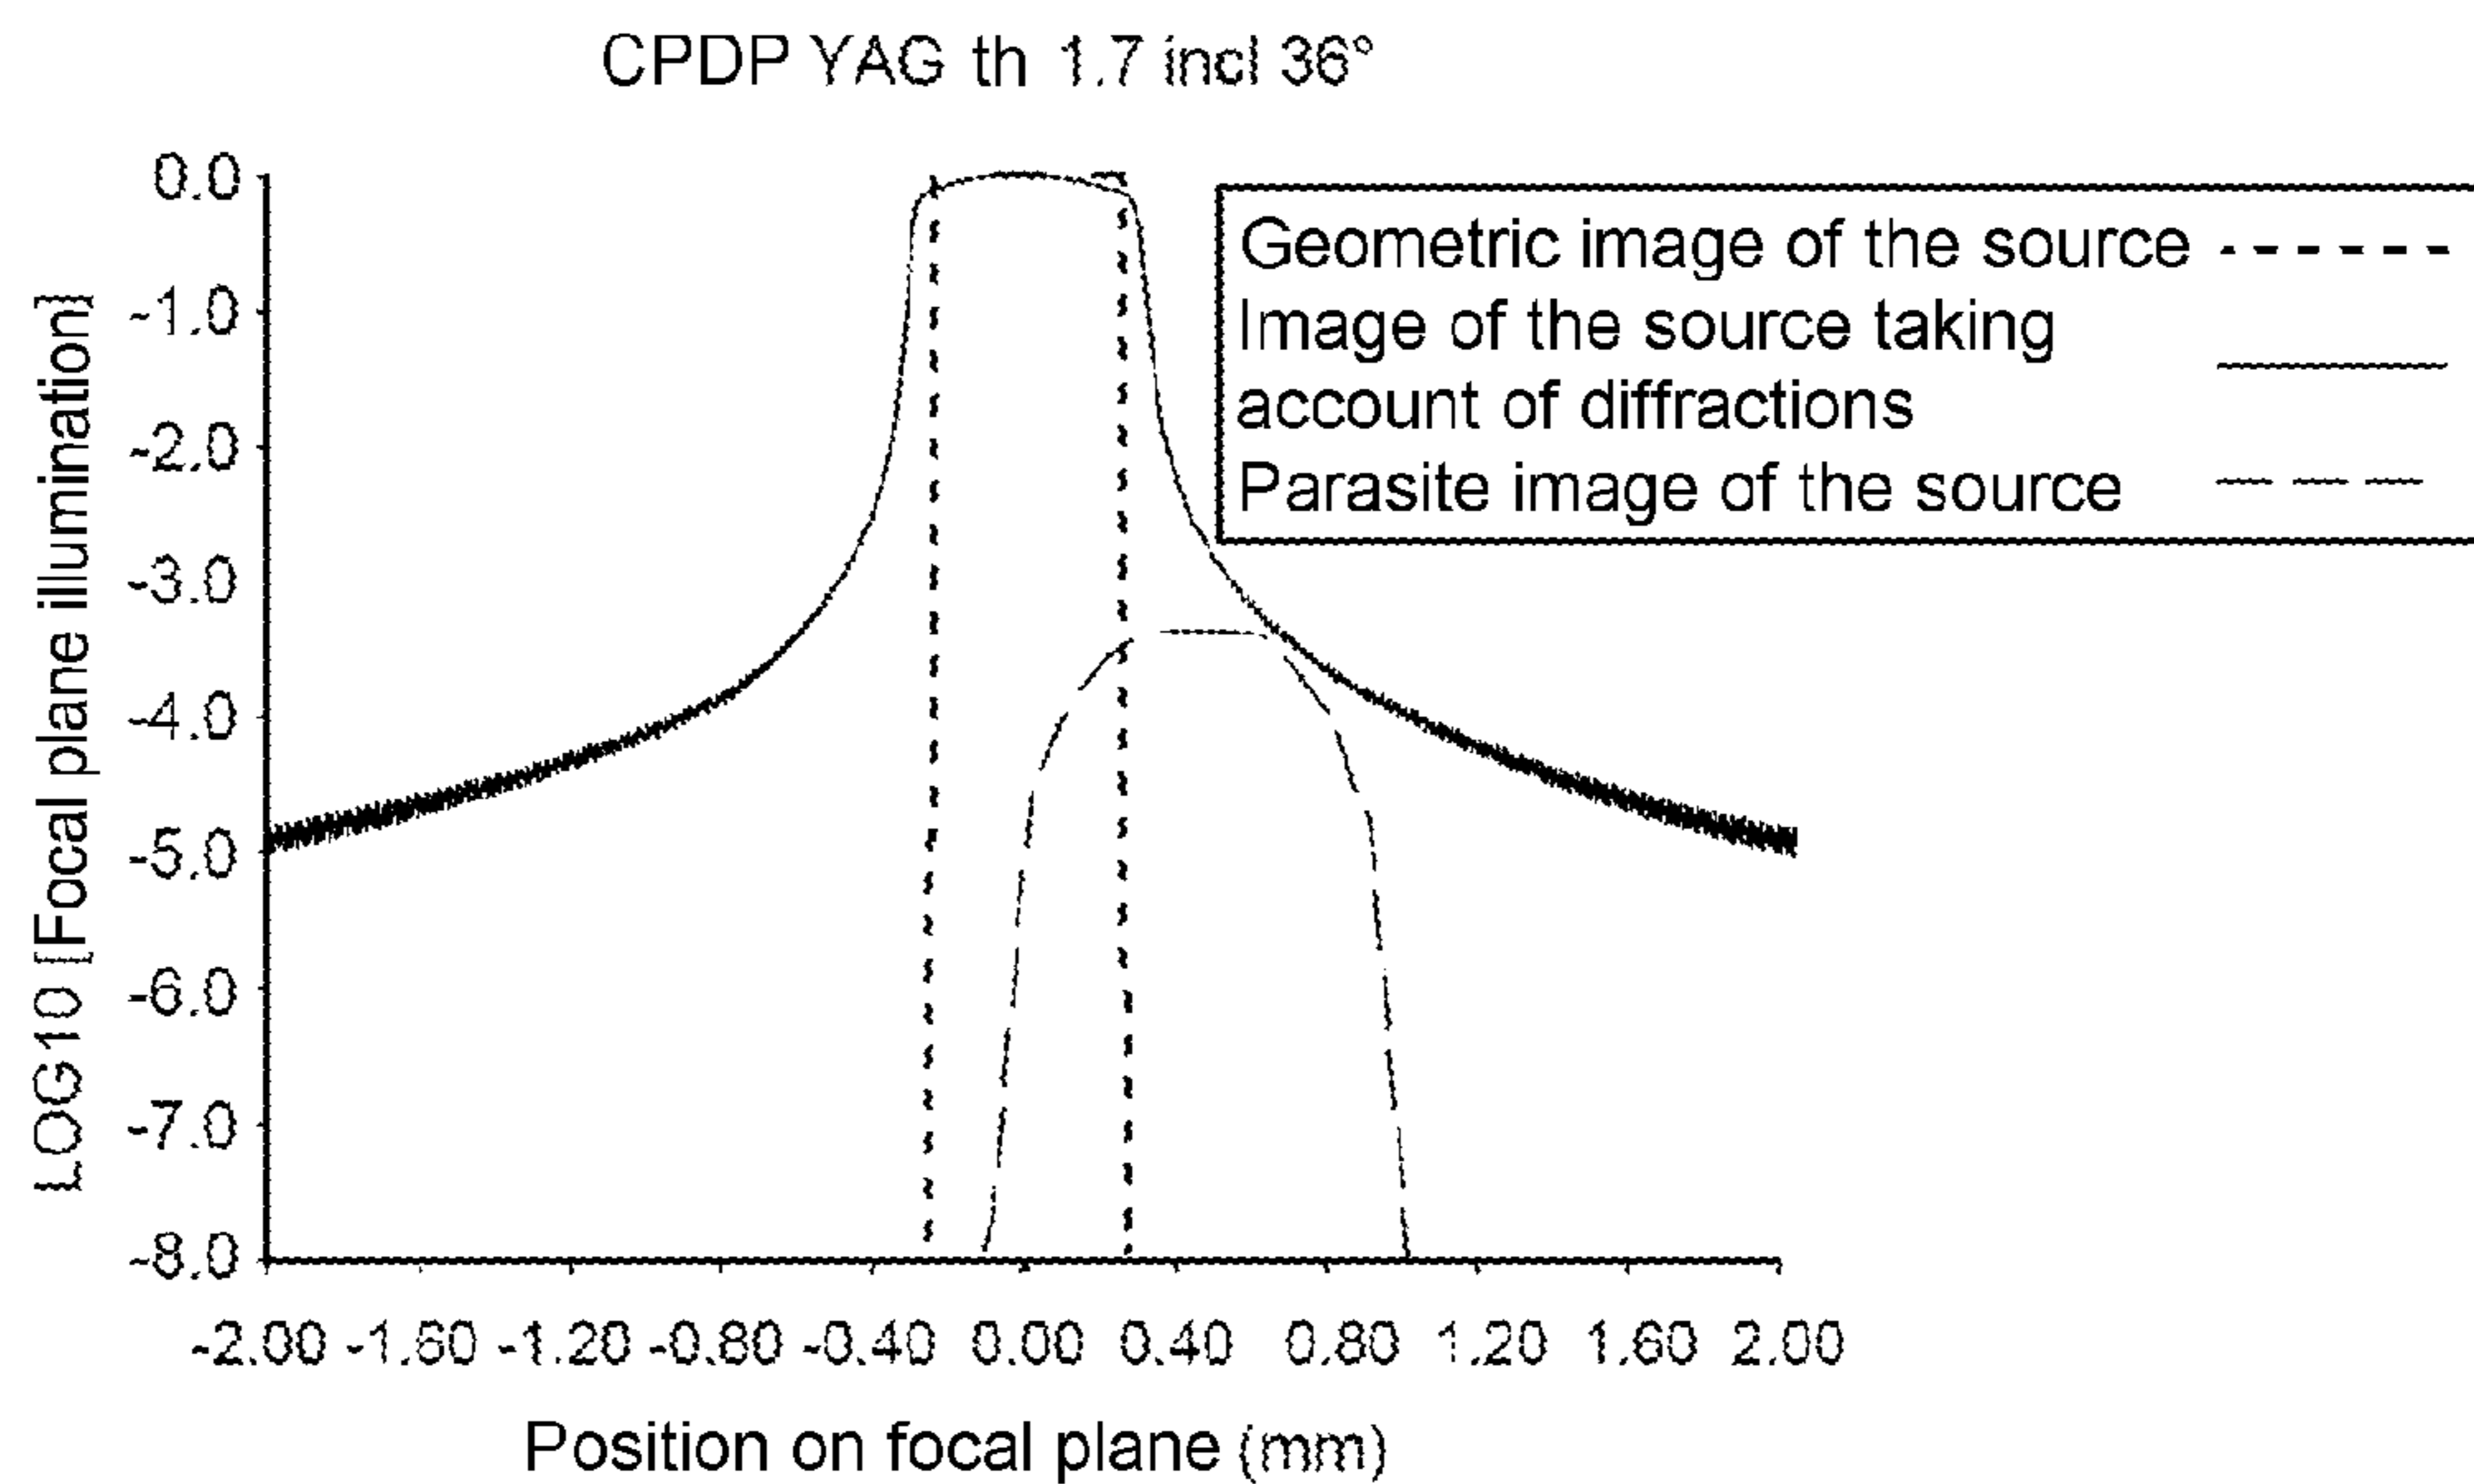 CPDP YAG th 1.7 incl 36°
LOG10 [Focal plane illumination]
0.0
-1.0
-2.0
-3.0
-4.0
-5.0
-6.0
-7.0
-8.0
Geometric image of the source
Image of the source taking
account of diffractions
Parasite image of the source
-2.00 -1.60 -1.20 -0.80 -0.40 0.00 0.40 0.80 1.20 1.60 2.00
Position on focal plane (mm)